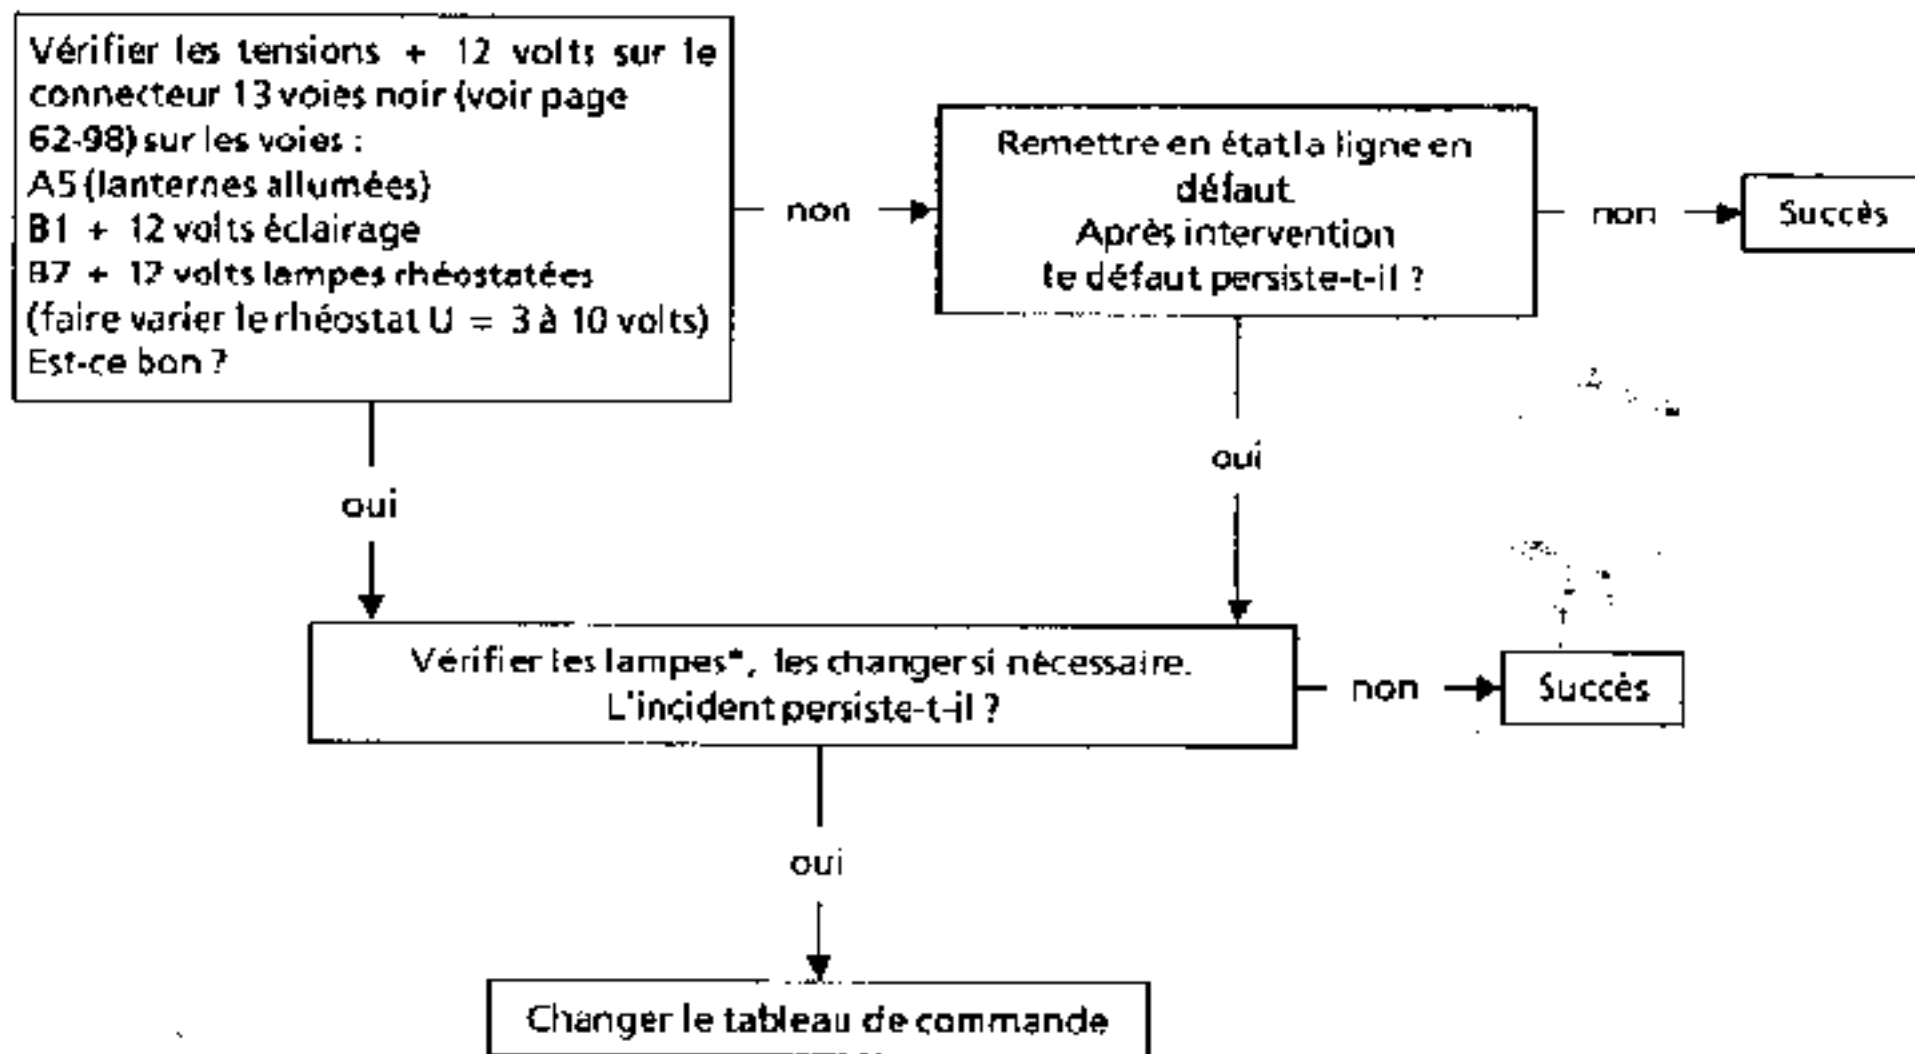 Vérifier les tensions + 12 volts sur le
connecteur 13 voies noir (voir page
62-98) sur les voies :
A5 (lanternes allumées)
B1 + 12 volts éclairage
B7 + 12 volts lampes rhéostatées
(faire varier le rhéostat U = 3 à 10 volts)
Est-ce bon ?
non
Remettre en état la ligne en
défaut.
Après intervention
le défaut persiste-t-il ?
non
Succès
oui
oui
Vérifier les lampes*, les changer si nécessaire.
L'incident persiste-t-il ?
non
Succès
oui
Changer le tableau de commande